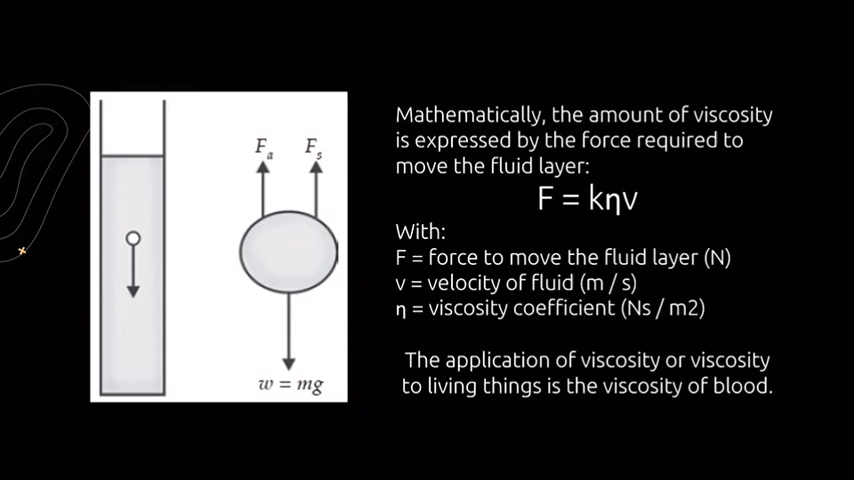 F_a
F_s
w = mg
Mathematically, the amount of viscosity
is expressed by the force required to
move the fluid layer:
F = kηv
With:
F = force to move the fluid layer (N)
v = velocity of fluid (m / s)
η = viscosity coefficient (Ns / m2)
The application of viscosity or viscosity
to living things is the viscosity of blood.